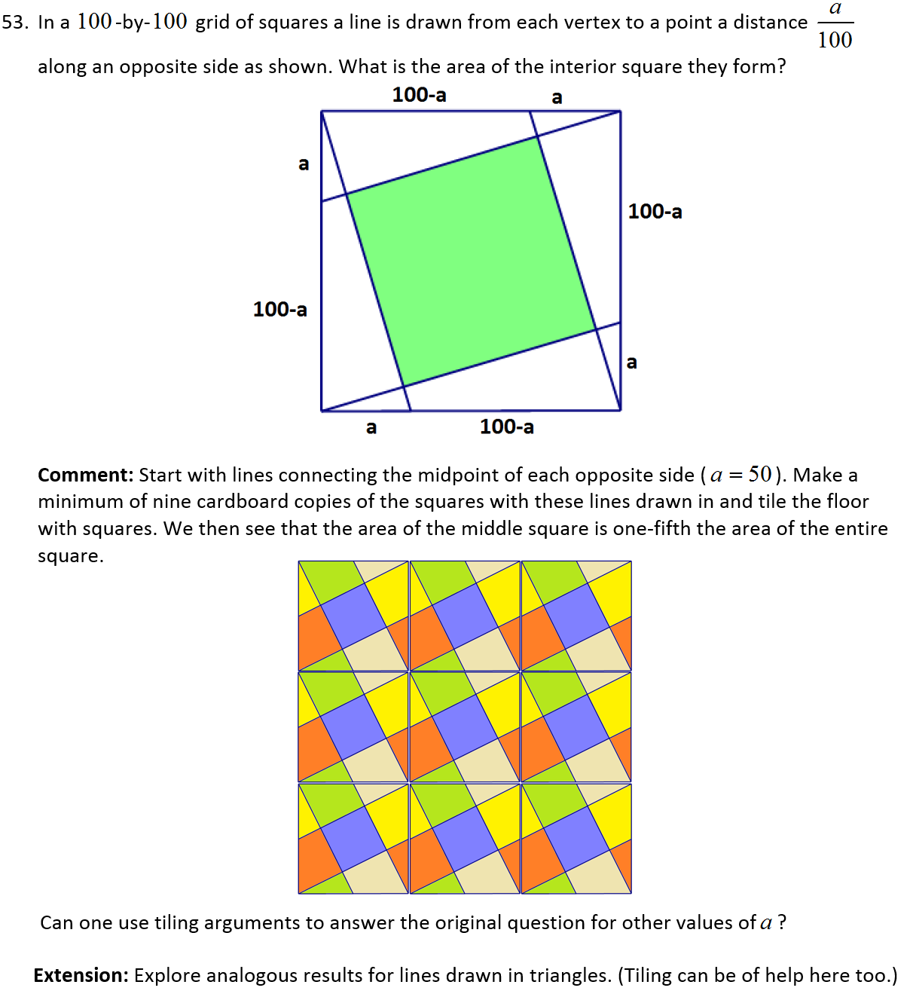 53. In a 100-by-100 grid of squares a line is drawn from each vertex to a point a distance a/100
along an opposite side as shown. What is the area of the interior square they form?
100-a a
a
100-a
100-a
a
a 100-a
Comment: Start with lines connecting the midpoint of each opposite side (a = 50). Make a
minimum of nine cardboard copies of the squares with these lines drawn in and tile the floor
with squares. We then see that the area of the middle square is one-fifth the area of the entire
square.
Can one use tiling arguments to answer the original question for other values of a ?
Extension: Explore analogous results for lines drawn in triangles. (Tiling can be of help here too.)